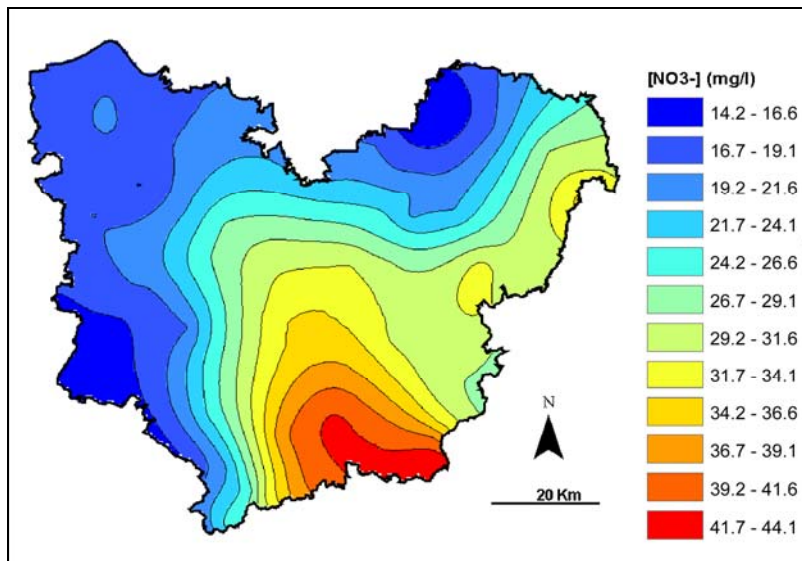 [NO3-] (mg/l)
14.2 - 16.6
16.7 - 19.1
19.2 - 21.6
21.7 - 24.1
24.2 - 26.6
26.7 - 29.1
29.2 - 31.6
31.7 - 34.1
34.2 - 36.6
36.7 - 39.1
39.2 - 41.6
41.7 - 44.1
N
20 Km